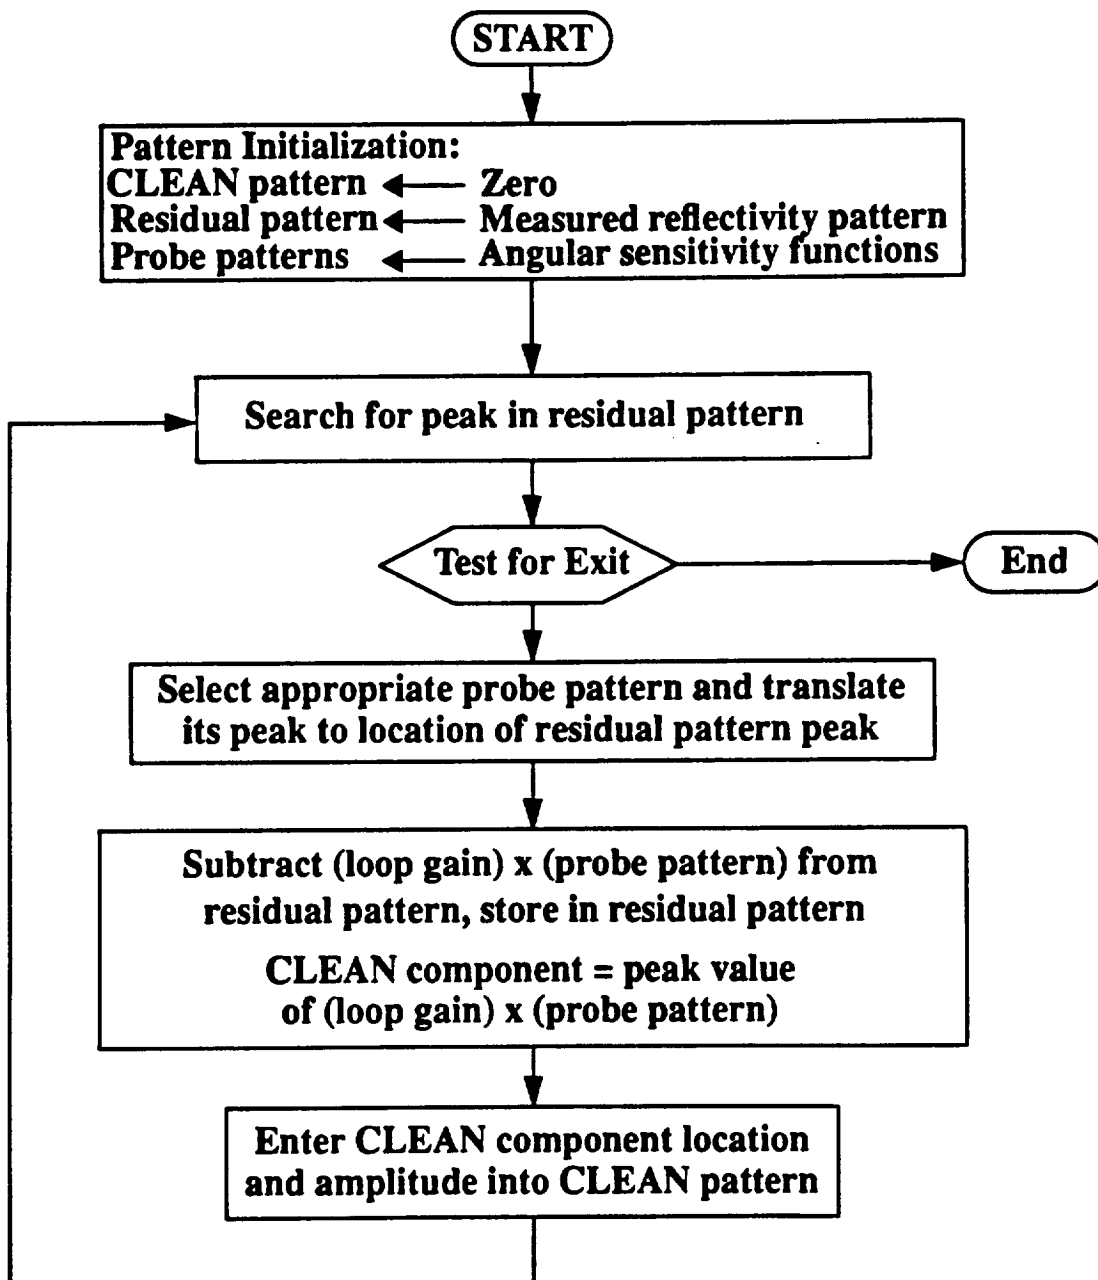 START
Pattern Initialization:
CLEAN pattern ← Zero
Residual pattern ← Measured reflectivity pattern
Probe patterns ← Angular sensitivity functions
Search for peak in residual pattern
Test for Exit
End
Select appropriate probe pattern and translate
its peak to location of residual pattern peak
Subtract (loop gain) x (probe pattern) from
residual pattern, store in residual pattern
CLEAN component = peak value
of (loop gain) x (probe pattern)
Enter CLEAN component location
and amplitude into CLEAN pattern